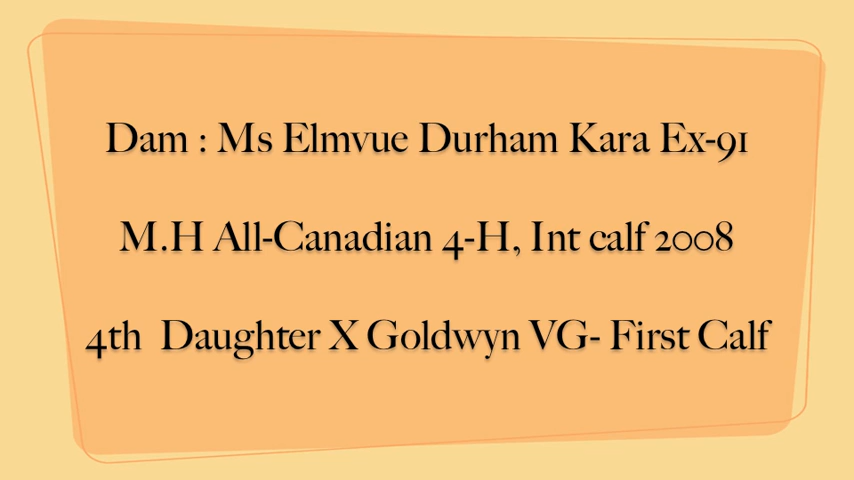 Dam : Ms Elmvue Durham Kara Ex-91
M.H All-Canadian 4-H, Int calf 2008
4th Daughter X Goldwyn VG- First Calf